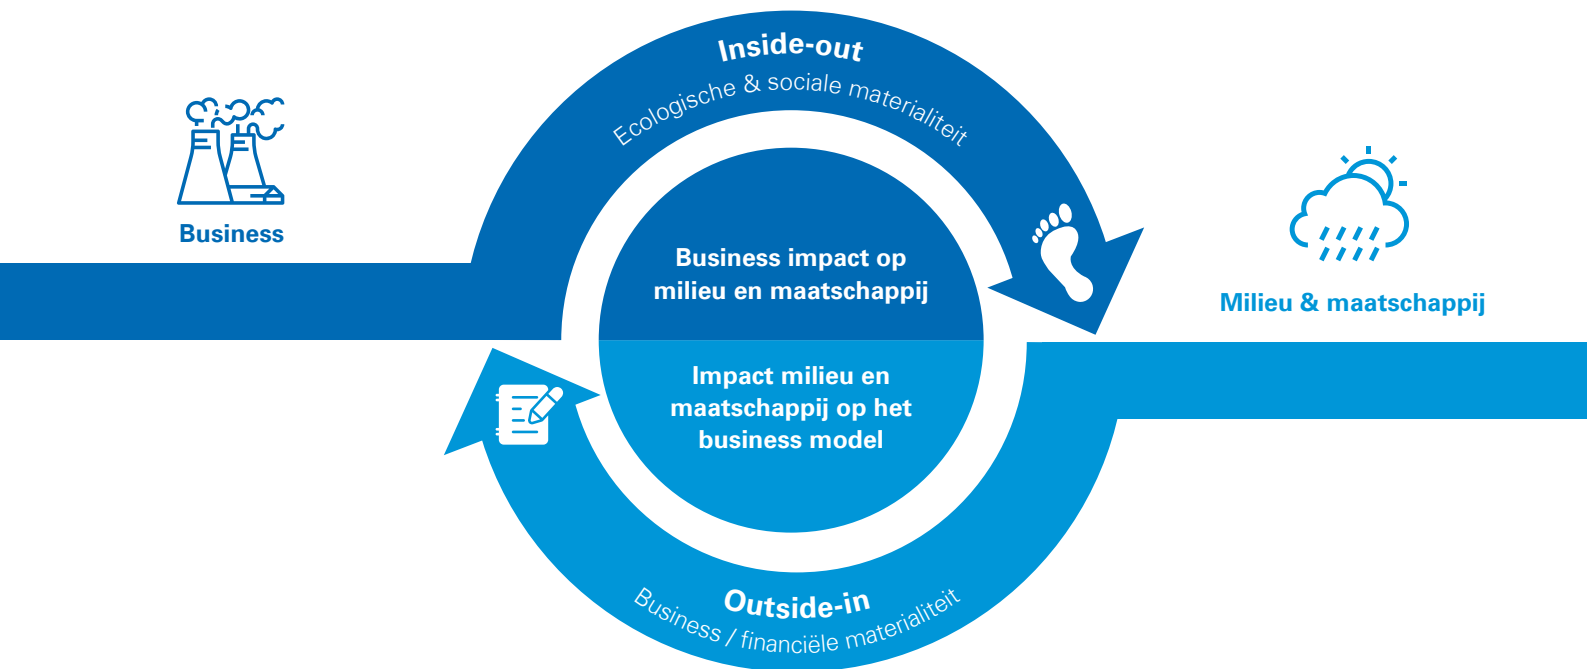 Inside-out
Ecologische & sociale materialiteit
Business
Business impact op
milieu en maatschappij
Milieu & maatschappij
Impact milieu en
maatschappij op het
business model
Outside-in
Business / financiële materialiteit